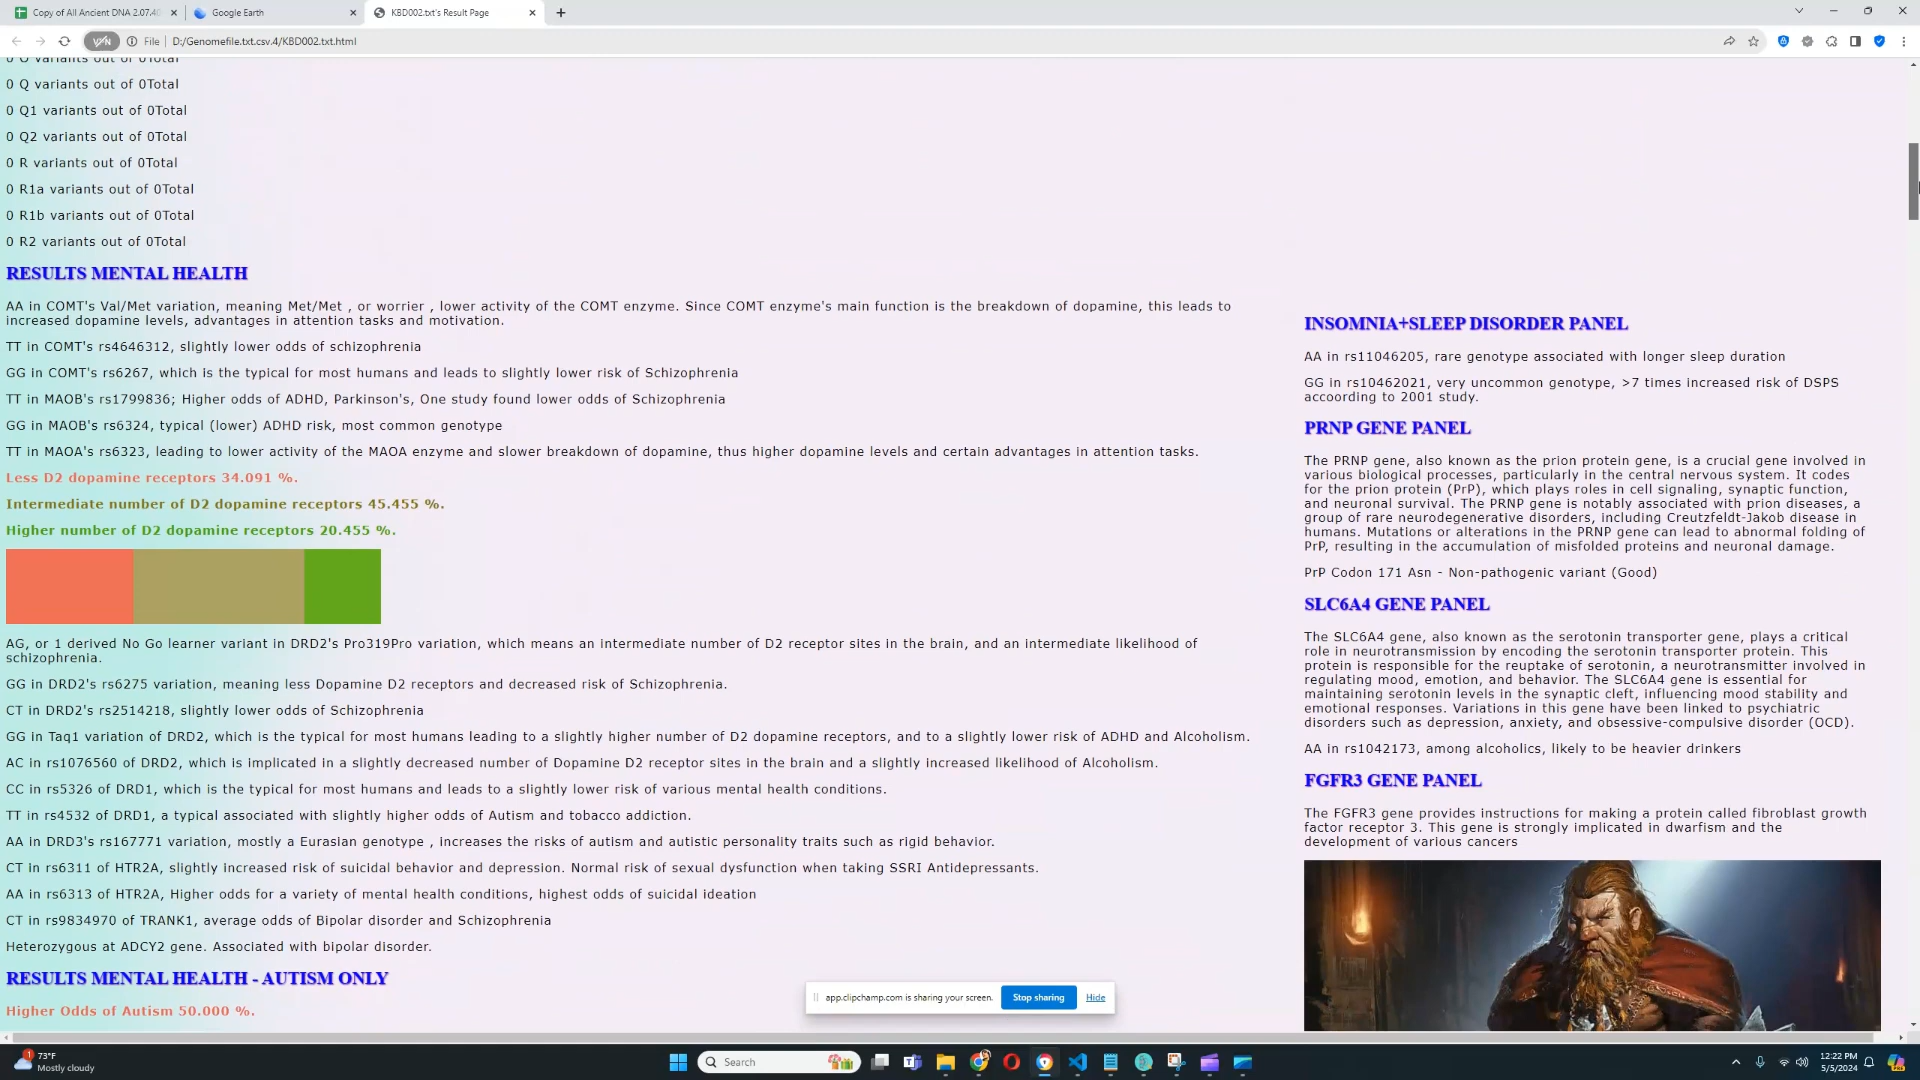 Copy of All Ancient DNA 2.07.46
Google Earth
KBD002.txt's Result Page
VPN
File
D:/Genomefile.txt.csv.4/KBD002.txt.html
0 O variants out of 0Total
0 Q variants out of 0Total
0 Q1 variants out of 0Total
0 Q2 variants out of 0Total
0 R variants out of 0Total
0 R1a variants out of 0Total
0 R1b variants out of 0Total
0 R2 variants out of 0Total
RESULTS MENTAL HEALTH
AA in COMT's Val/Met variation, meaning Met/Met , or worrier , lower activity of the COMT enzyme. Since COMT enzyme's main function is the breakdown of dopamine, this leads to
increased dopamine levels, advantages in attention tasks and motivation.
TT in COMT's rs4646312, slightly lower odds of schizophrenia
GG in COMT's rs6267, which is the typical for most humans and leads to slightly lower risk of Schizophrenia
TT in MAOB's rs1799836; Higher odds of ADHD, Parkinson's, One study found lower odds of Schizophrenia
GG in MAOB's rs6324, typical (lower) ADHD risk, most common genotype
TT in MAOA's rs6323, leading to lower activity of the MAOA enzyme and slower breakdown of dopamine, thus higher dopamine levels and certain advantages in attention tasks.
Less D2 dopamine receptors 34.091 %.
Intermediate number of D2 dopamine receptors 45.455 %.
Higher number of D2 dopamine receptors 20.455 %.
AG, or 1 derived No Go learner variant in DRD2's Pro319Pro variation, which means an intermediate number of D2 receptor sites in the brain, and an intermediate likelihood of
schizophrenia.
GG in DRD2's rs6275 variation, meaning less Dopamine D2 receptors and decreased risk of Schizophrenia.
CT in DRD2's rs2514218, slightly lower odds of Schizophrenia
GG in Taq1 variation of DRD2, which is the typical for most humans leading to a slightly higher number of D2 dopamine receptors, and to a slightly lower risk of ADHD and Alcoholism.
AC in rs1076560 of DRD2, which is implicated in a slightly decreased number of Dopamine D2 receptor sites in the brain and a slightly increased likelihood of Alcoholism.
CC in rs5326 of DRD1, which is the typical for most humans and leads to a slightly lower risk of various mental health conditions.
TT in rs4532 of DRD1, a typical associated with slightly higher odds of Autism and tobacco addiction.
AA in DRD3's rs167771 variation, mostly a Eurasian genotype , increases the risks of autism and autistic personality traits such as rigid behavior.
CT in rs6311 of HTR2A, slightly increased risk of suicidal behavior and depression. Normal risk of sexual dysfunction when taking SSRI Antidepressants.
AA in rs6313 of HTR2A, Higher odds for a variety of mental health conditions, highest odds of suicidal ideation
CT in rs9834970 of TRANK1, average odds of Bipolar disorder and Schizophrenia
Heterozygous at ADCY2 gene. Associated with bipolar disorder.
RESULTS MENTAL HEALTH - AUTISM ONLY
Higher Odds of Autism 50.000 %.
INSOMNIA+SLEEP DISORDER PANEL
AA in rs11046205, rare genotype associated with longer sleep duration
GG in rs10462021, very uncommon genotype, >7 times increased risk of DSPS
accoording to 2001 study.
PRNP GENE PANEL
The PRNP gene, also known as the prion protein gene, is a crucial gene involved in
various biological processes, particularly in the central nervous system. It codes
for the prion protein (PrP), which plays roles in cell signaling, synaptic function,
and neuronal survival. The PRNP gene is notably associated with prion diseases, a
group of rare neurodegenerative disorders, including Creutzfeldt-Jakob disease in
humans. Mutations or alterations in the PRNP gene can lead to abnormal folding of
PrP, resulting in the accumulation of misfolded proteins and neuronal damage.
PrP Codon 171 Asn - Non-pathogenic variant (Good)
SLC6A4 GENE PANEL
The SLC6A4 gene, also known as the serotonin transporter gene, plays a critical
role in neurotransmission by encoding the serotonin transporter protein. This
protein is responsible for the reuptake of serotonin, a neurotransmitter involved in
regulating mood, emotion, and behavior. The SLC6A4 gene is essential for
maintaining serotonin levels in the synaptic cleft, influencing mood stability and
emotional responses. Variations in this gene have been linked to psychiatric
disorders such as depression, anxiety, and obsessive-compulsive disorder (OCD).
AA in rs1042173, among alcoholics, likely to be heavier drinkers
FGFR3 GENE PANEL
The FGFR3 gene provides instructions for making a protein called fibroblast growth
factor receptor 3. This gene is strongly implicated in dwarfism and the
development of various cancers
app.clipchamp.com is sharing your screen.
Stop sharing
Hide
1
73°F
Mostly cloudy
Search
12:22 PM
5/5/2024